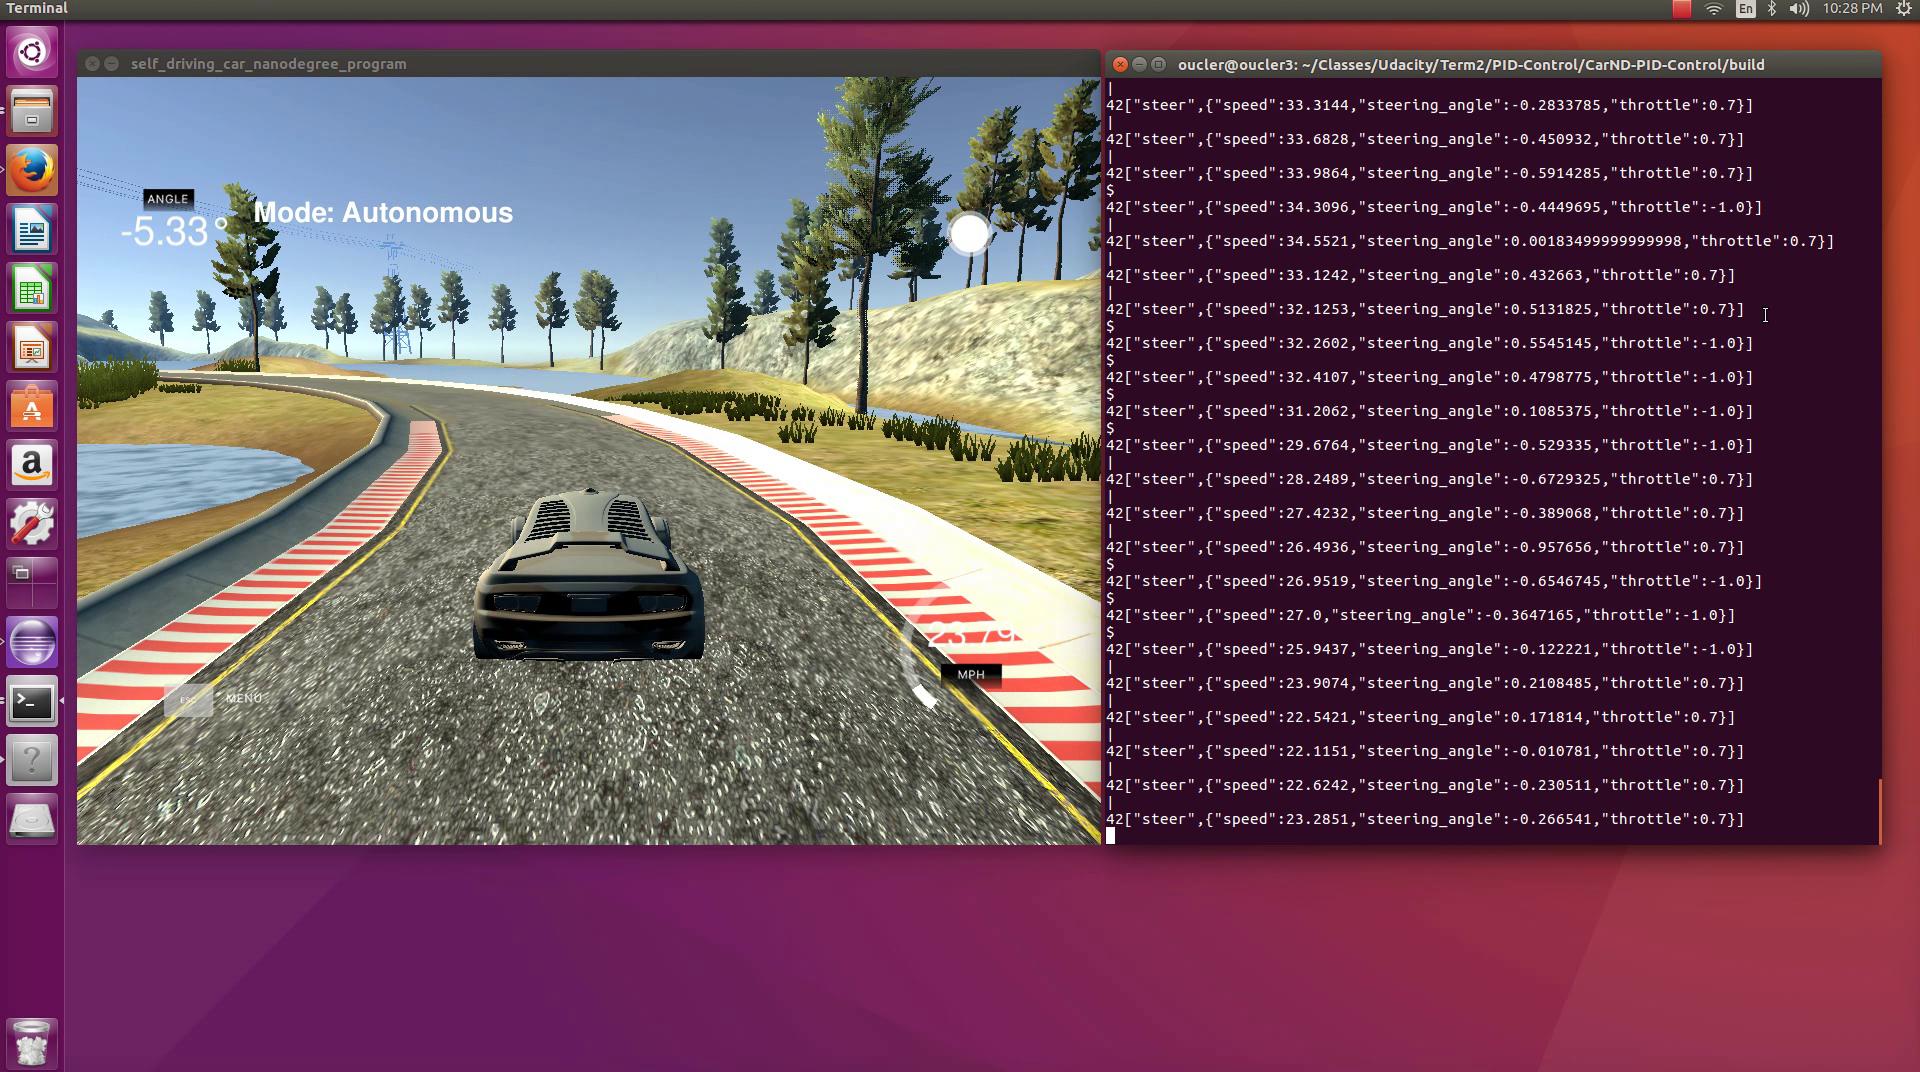 Terminal
En
10:28 PM
self_driving_car_nanodegree_program
ANGLE
-5.33°
Mode: Autonomous
MPH
ESC
MENU
oucler@oucler3: ~/Classes/Udacity/Term2/PID-Control/CarND-PID-Control/build
|
42["steer",{"speed":33.3144,"steering_angle":-0.2833785,"throttle":0.7}]
|
42["steer",{"speed":33.6828,"steering_angle":-0.450932,"throttle":0.7}]
|
42["steer",{"speed":33.9864,"steering_angle":-0.5914285,"throttle":0.7}]
$
42["steer",{"speed":34.3096,"steering_angle":-0.4449695,"throttle":-1.0}]
|
42["steer",{"speed":34.5521,"steering_angle":0.00183499999999998,"throttle":0.7}]
|
42["steer",{"speed":33.1242,"steering_angle":0.432663,"throttle":0.7}]
|
42["steer",{"speed":32.1253,"steering_angle":0.5131825,"throttle":0.7}]
$
42["steer",{"speed":32.2602,"steering_angle":0.5545145,"throttle":-1.0}]
$
42["steer",{"speed":32.4107,"steering_angle":0.4798775,"throttle":-1.0}]
$
42["steer",{"speed":31.2062,"steering_angle":0.1085375,"throttle":-1.0}]
$
42["steer",{"speed":29.6764,"steering_angle":-0.529335,"throttle":-1.0}]
|
42["steer",{"speed":28.2489,"steering_angle":-0.6729325,"throttle":0.7}]
|
42["steer",{"speed":27.4232,"steering_angle":-0.389068,"throttle":0.7}]
|
42["steer",{"speed":26.4936,"steering_angle":-0.957656,"throttle":0.7}]
$
42["steer",{"speed":26.9519,"steering_angle":-0.6546745,"throttle":-1.0}]
$
42["steer",{"speed":27.0,"steering_angle":-0.3647165,"throttle":-1.0}]
$
42["steer",{"speed":25.9437,"steering_angle":-0.122221,"throttle":-1.0}]
|
42["steer",{"speed":23.9074,"steering_angle":0.2108485,"throttle":0.7}]
|
42["steer",{"speed":22.5421,"steering_angle":0.171814,"throttle":0.7}]
|
42["steer",{"speed":22.1151,"steering_angle":-0.010781,"throttle":0.7}]
|
42["steer",{"speed":22.6242,"steering_angle":-0.230511,"throttle":0.7}]
|
42["steer",{"speed":23.2851,"steering_angle":-0.266541,"throttle":0.7}]